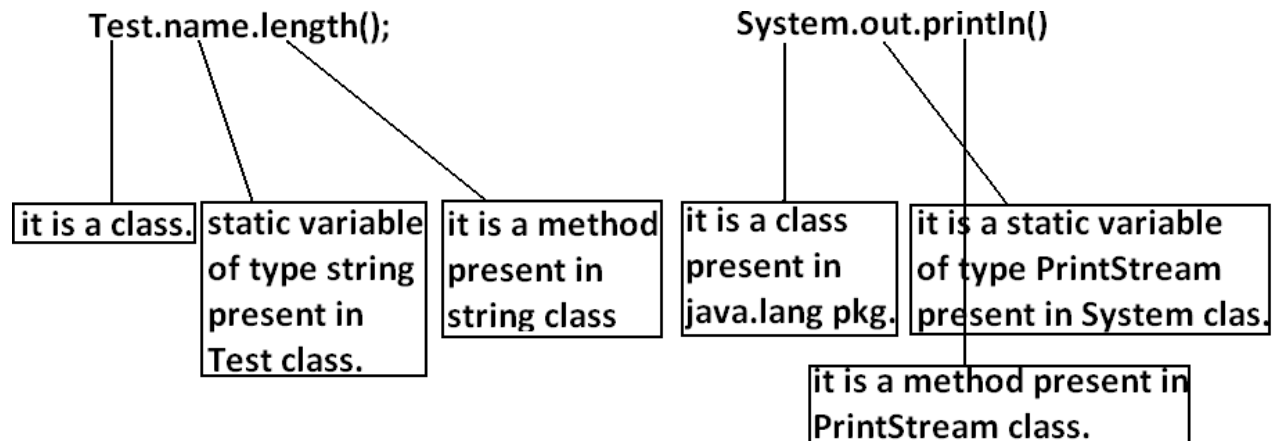 Test.name.length();
System.out.println()
it is a class.
static variable
of type string
present in
Test class.
it is a method
present in
string class
it is a class
present in
java.lang pkg.
it is a static variable
of type PrintStream
present in System clas.
it is a method present in
PrintStream class.